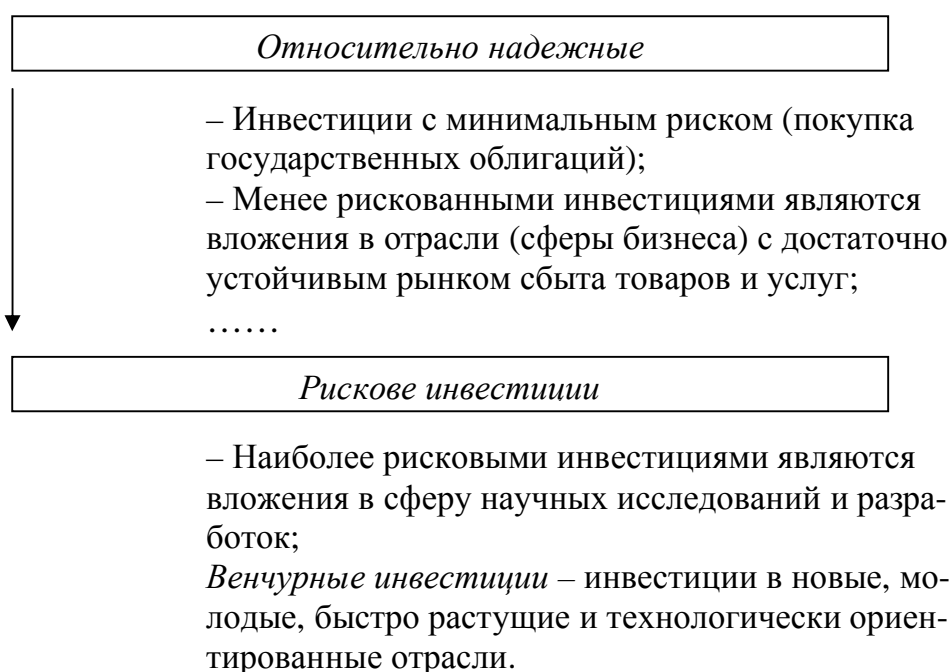 Относительно надежные
– Инвестиции с минимальным риском (покупка
государственных облигаций);
– Менее рискованными инвестициями являются
вложения в отрасли (сферы бизнеса) с достаточно
устойчивым рынком сбыта товаров и услуг;
……
Рискове инвестиции
– Наиболее рисковыми инвестициями являются
вложения в сферу научных исследований и разра-
боток;
Венчурные инвестиции – инвестиции в новые, мо-
лодые, быстро растущие и технологически ориен-
тированные отрасли.